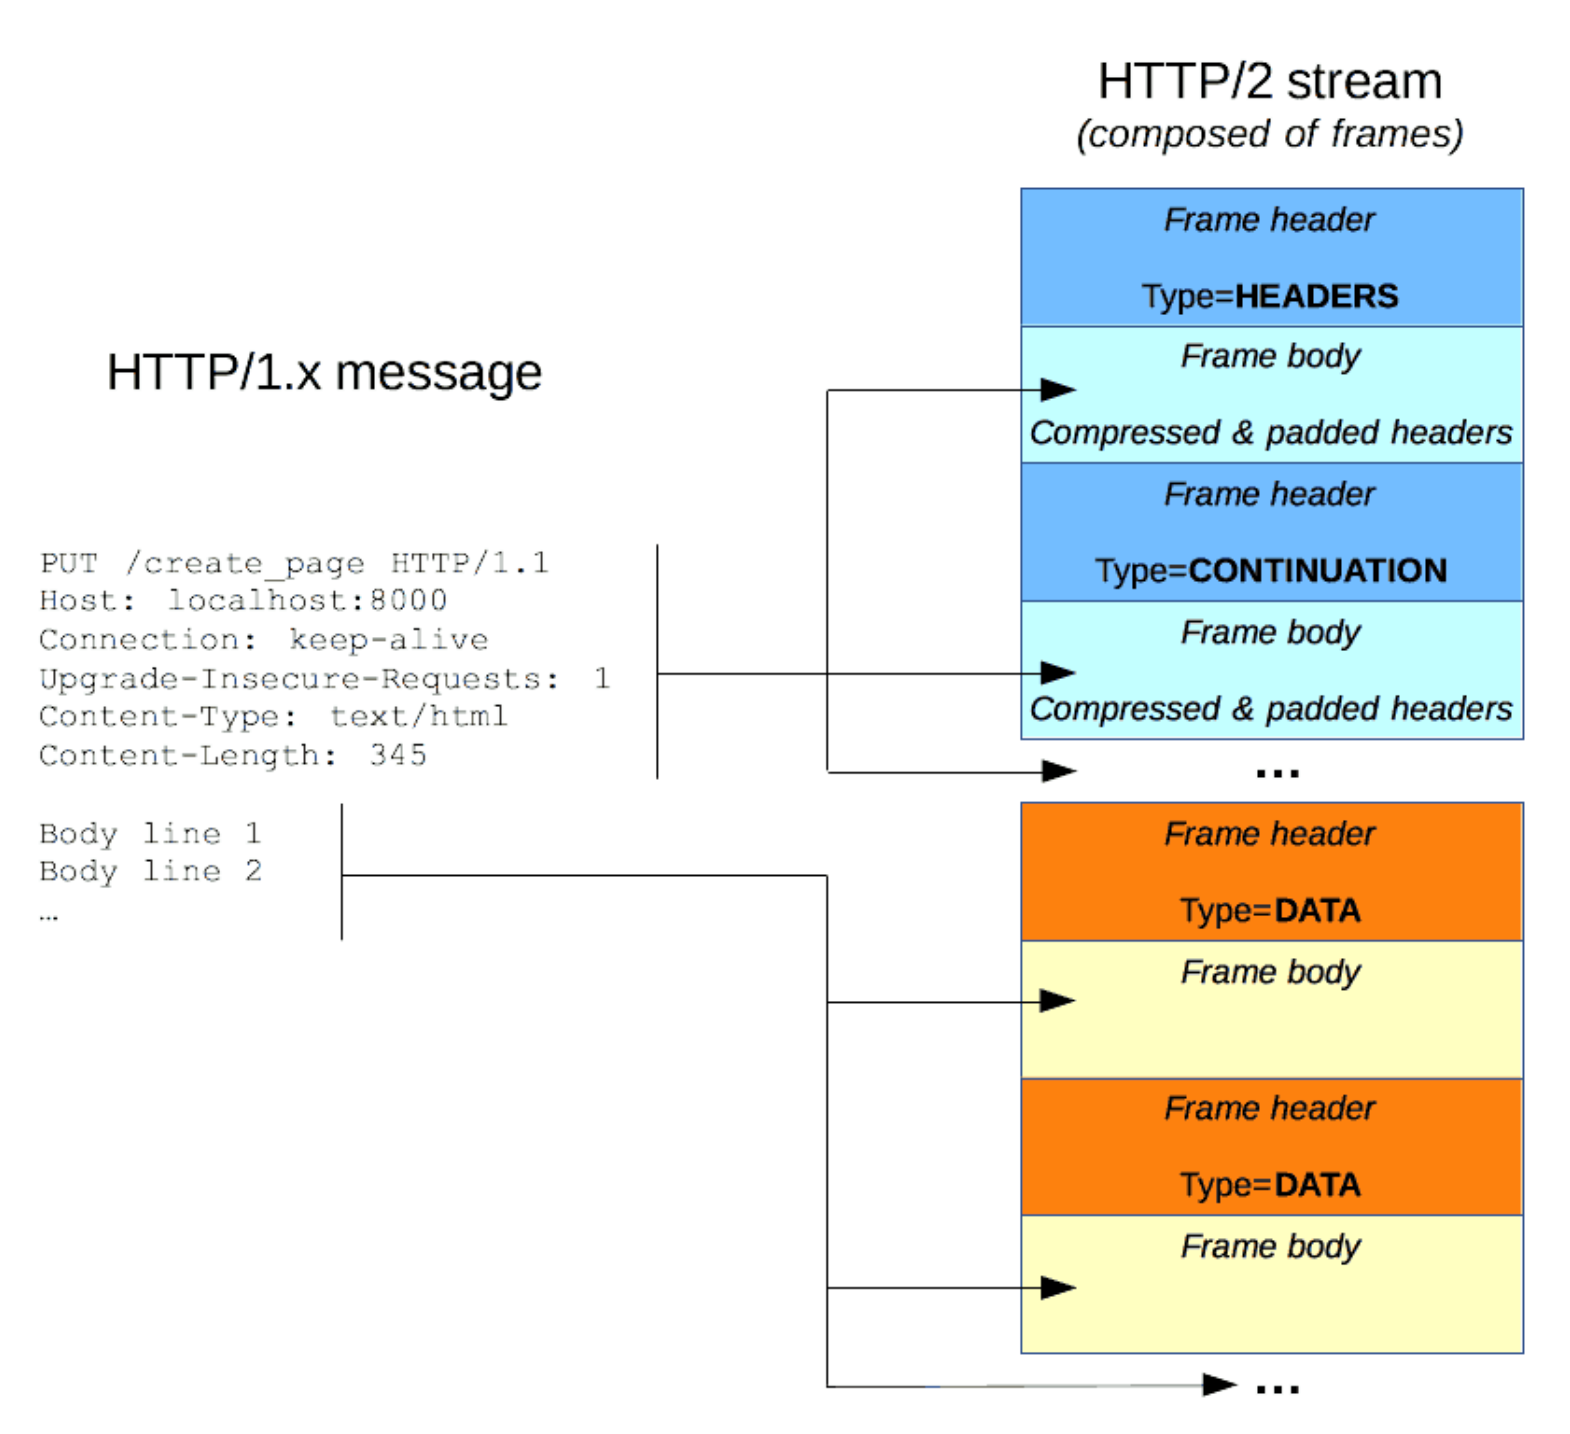 HTTP/2 stream
(composed of frames)
HTTP/1.x message
PUT /create_page HTTP/1.1
Host: localhost:8000
Connection: keep-alive
Upgrade-Insecure-Requests: 1
Content-Type: text/html
Content-Length: 345
Body line 1
Body line 2
…
Frame header
Type=HEADERS
Frame body
Compressed & padded headers
Frame header
Type=CONTINUATION
Frame body
Compressed & padded headers
...
Frame header
Type=DATA
Frame body
Frame header
Type=DATA
Frame body
...